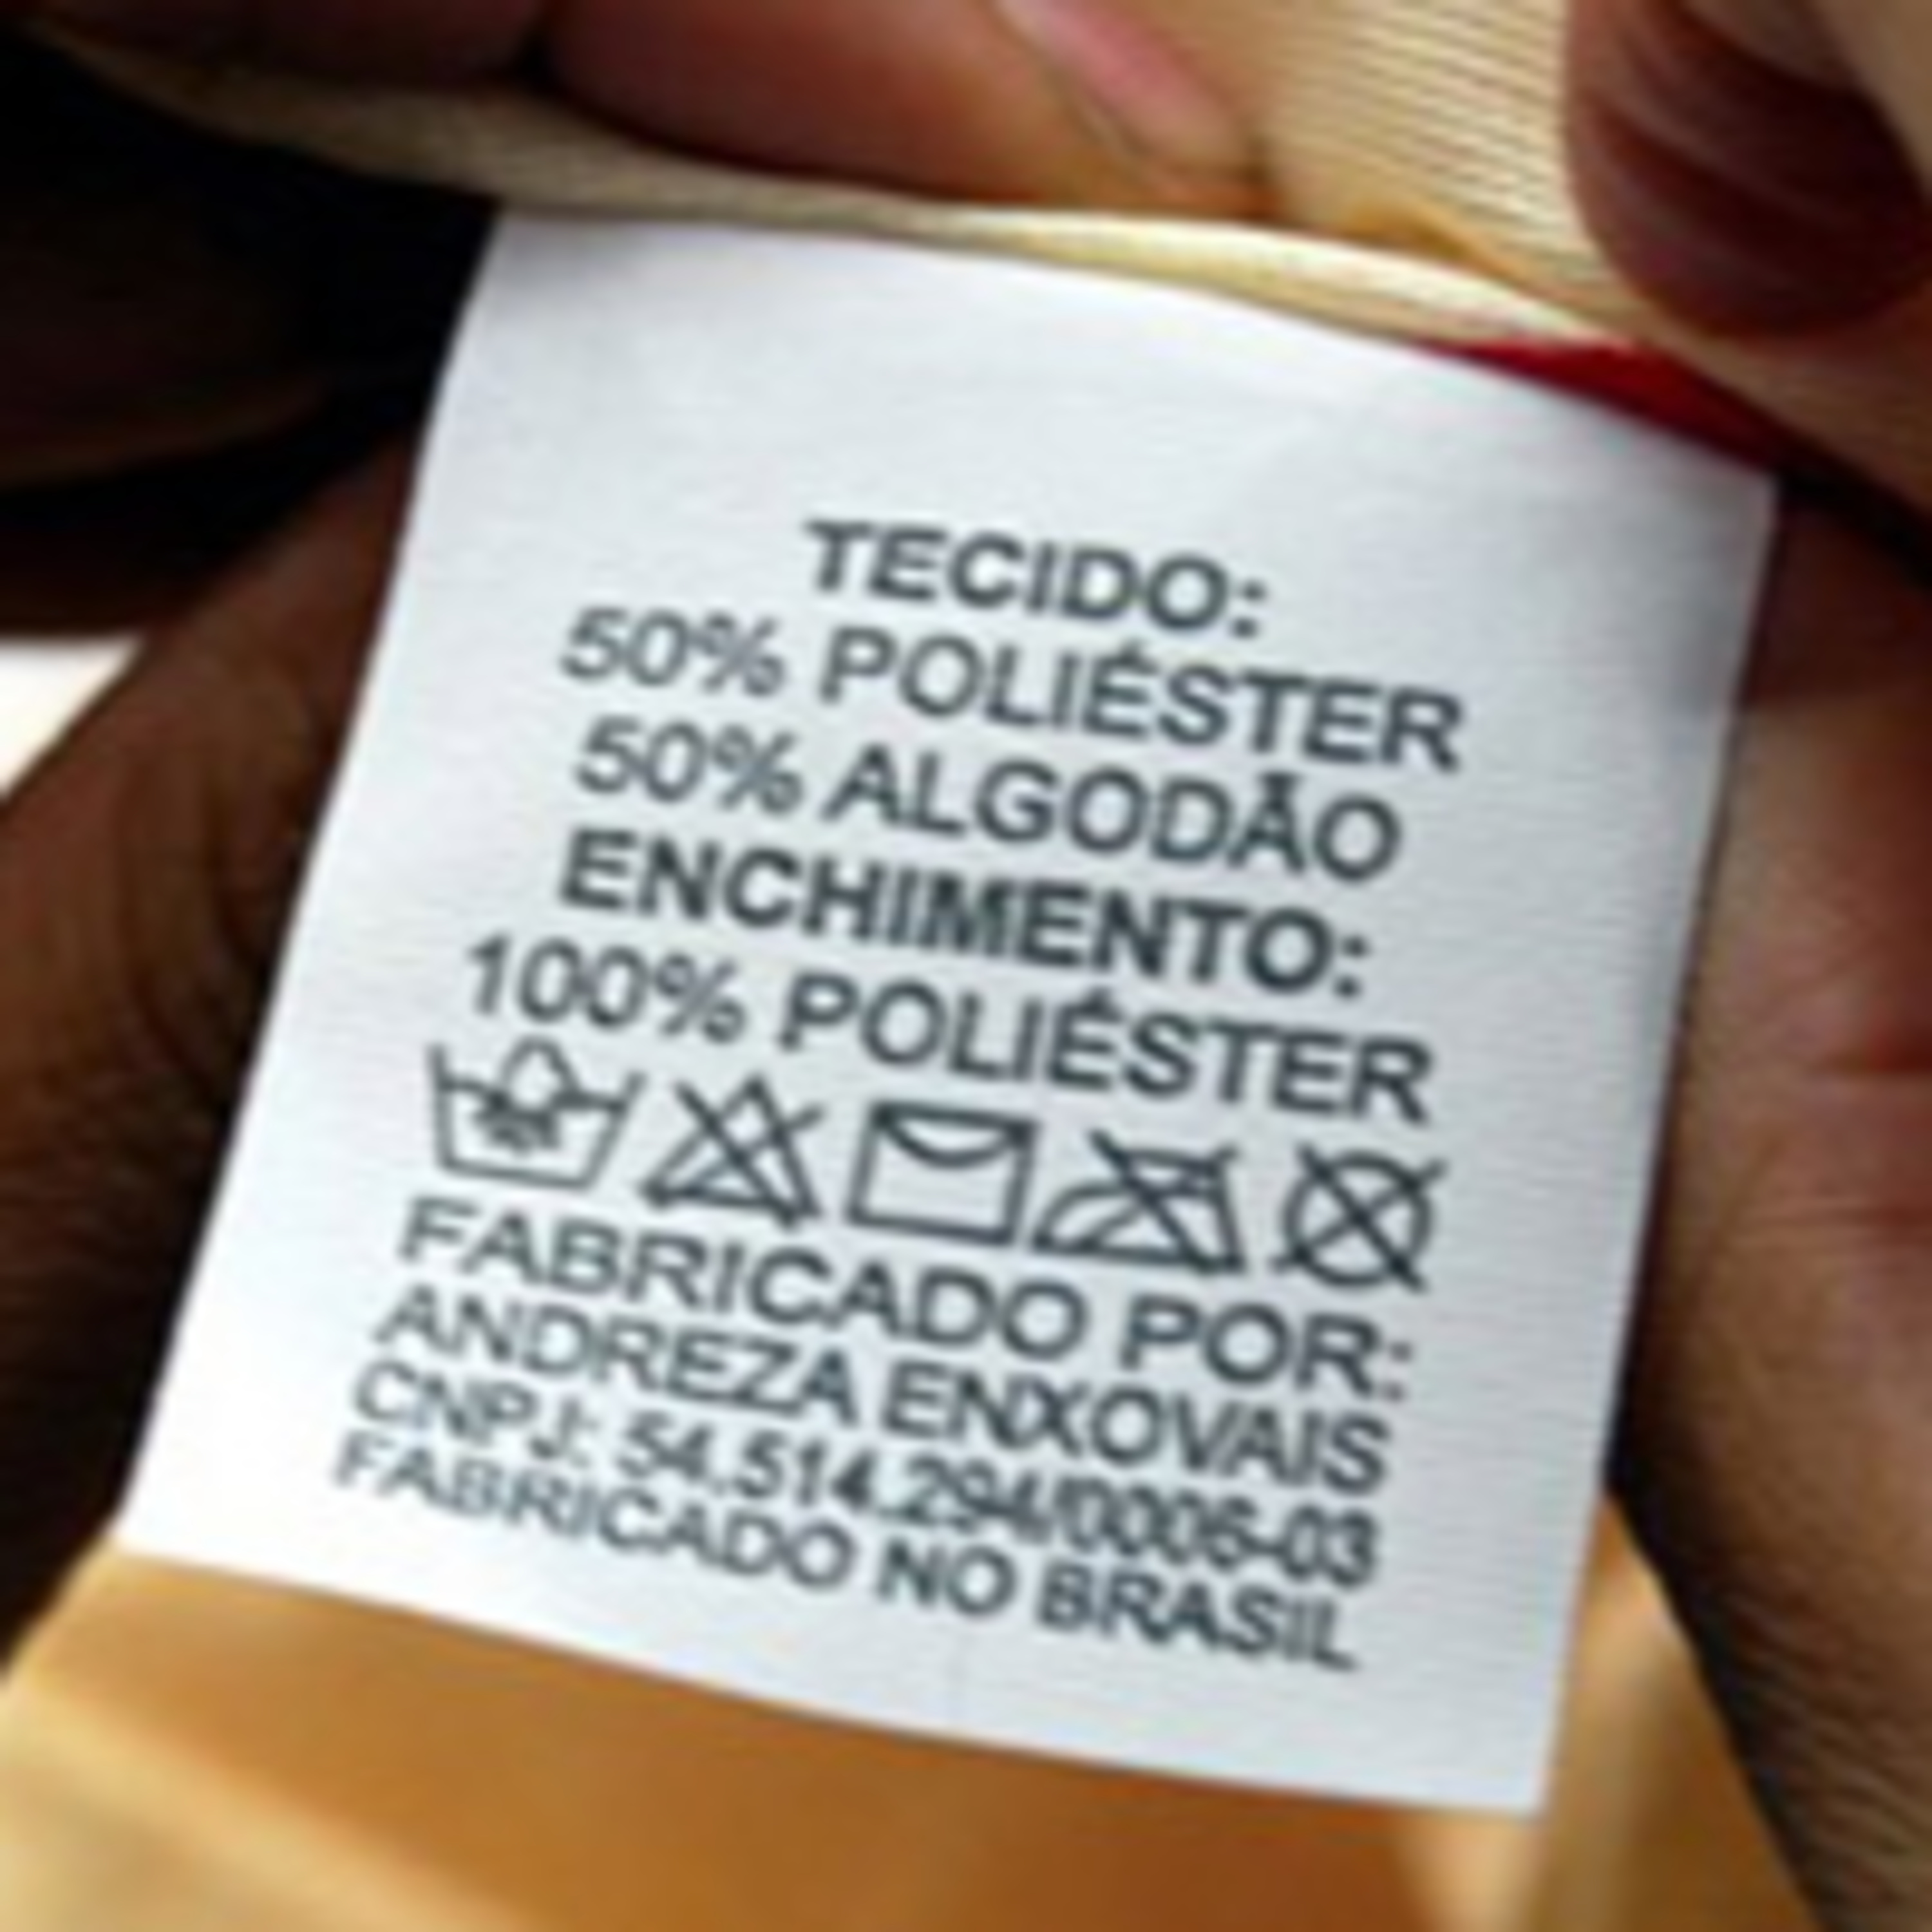 TECIDO:
50% POLIÉSTER
50% ALGODÃO
ENCHIMENTO:
100% POLIÉSTER
FABRICADO POR:
ANDREZA ENXOVAIS
CNPJ: 54.514.294/0006-03
FABRICADO NO BRASIL